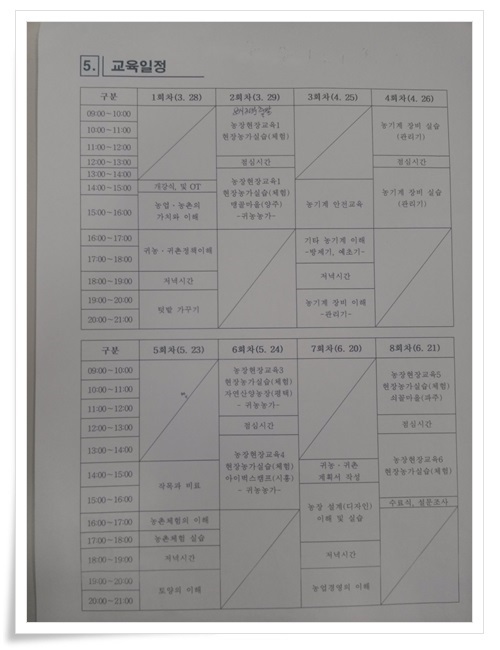 5. 교육일정
구분 1회차(3. 28) 2회차(3. 29) 3회차(4. 25) 4회차(4. 26)
09:00~10:00
10:00~11:00 농장현장교육1 농기계 장비 실습
현장농가실습(체험) (관리기)
11:00~12:00
12:00~13:00 점심시간 점심시간
13:00~14:00
14:00~15:00 개강식, 및 OT 농장현장교육1 농기계 안전교육 농기계 장비 실습
현장농가실습(체험) (관리기)
15:00~16:00 농업·농촌의 맹골마을(양주)
가치와 이해 -귀농농가-
16:00~17:00 귀농·귀촌정책이해 기타 농기계 이해
17:00~18:00 -방제기, 예초기-
18:00~19:00 저녁시간 저녁시간
19:00~20:00 텃밭 가꾸기 농기계 장비 이해
20:00~21:00 -관리기-
구분 5회차(5. 23) 6회차(5. 24) 7회차(6. 20) 8회차(6. 21)
09:00~10:00 농장현장교육3 농장현장교육5
10:00~11:00 현장농가실습(체험) 현장농가실습(체험)
자연산양농장(평택) 쇠꼴마을(파주)
11:00~12:00 - 귀농농가-
12:00~13:00 점심시간 점심시간
13:00~14:00 농장현장교육4 농장현장교육6
현장농가실습(체험) 현장농가실습(체험)
14:00~15:00 작목과 비료 아이벅스캠프(시흥) 귀농·귀촌
- 귀농농가- 계획서 작성
15:00~16:00 농장 설계(디자인) 수료식, 설문조사
16:00~17:00 농촌체험의 이해 이해 및 실습
17:00~18:00 농촌체험 실습
18:00~19:00 저녁시간 저녁시간
19:00~20:00 토양의 이해 농업경영의 이해
20:00~21:00